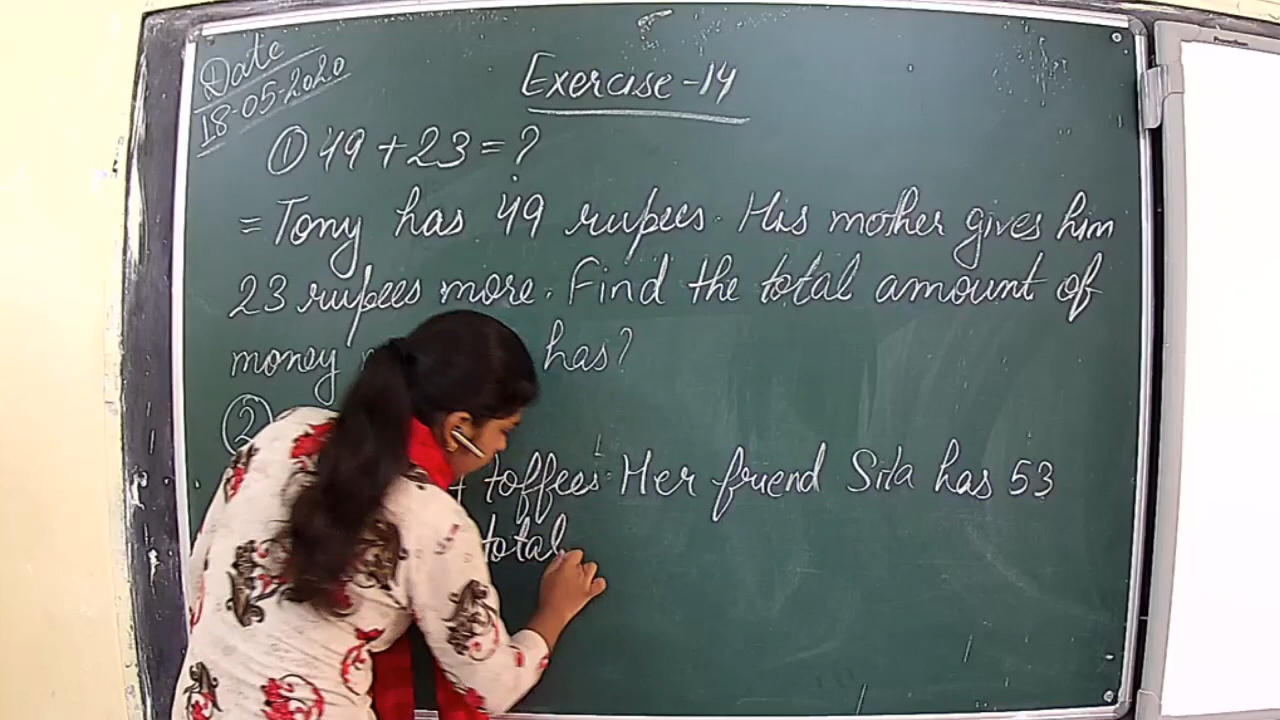 Date
18-05-2020
Exercise-14
① 49 + 23 = ?
= Tony has 49 rupees. His mother gives him
23 rupees more. Find the total amount of
money has?
②
toffees. Her friend Sita has 53
total